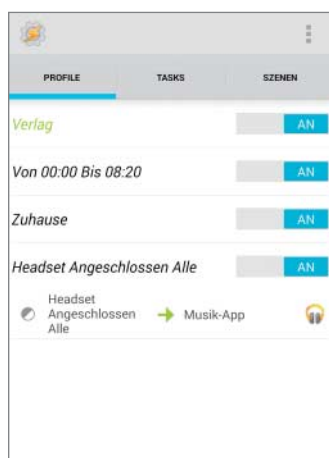 PROFILE TASKS SZENEN
Verlag AN
Von 00:00 Bis 08:20 AN
Zuhause AN
Headset Angeschlossen Alle AN
Headset
Angeschlossen Musik-App
Alle